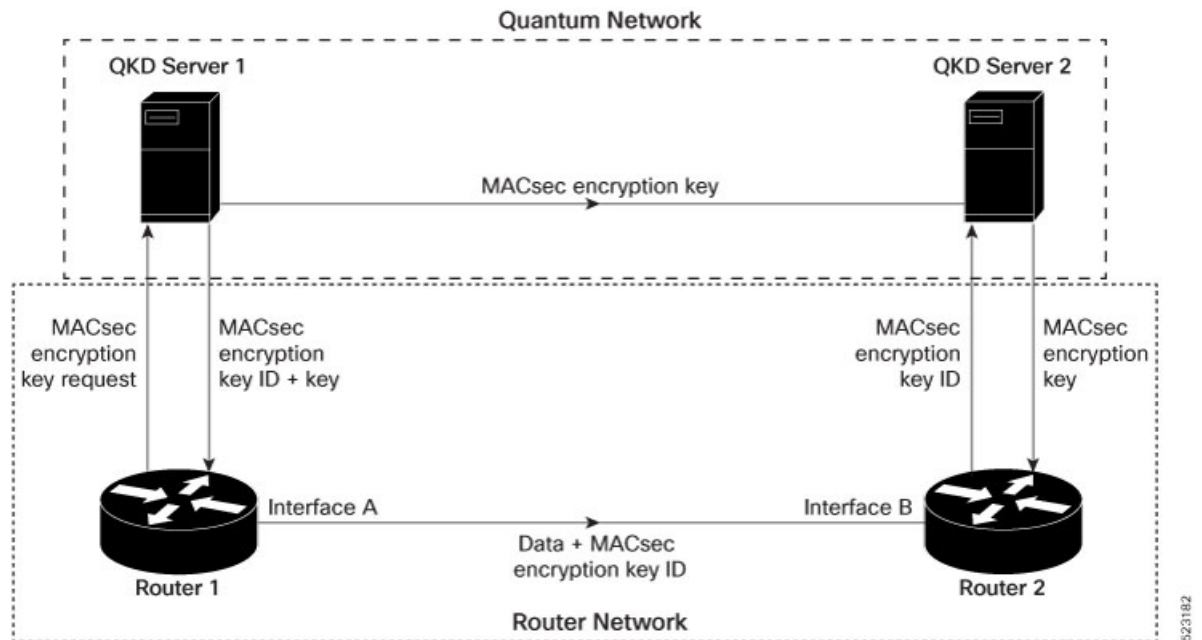 Quantum Network
QKD Server 1
QKD Server 2
MACsec encryption key
MACsec
encryption
key request
MACsec
encryption
key ID + key
MACsec
encryption
key ID
MACsec
encryption
key
Interface A
Interface B
Data + MACsec
encryption key ID
Router 1
Router 2
Router Network